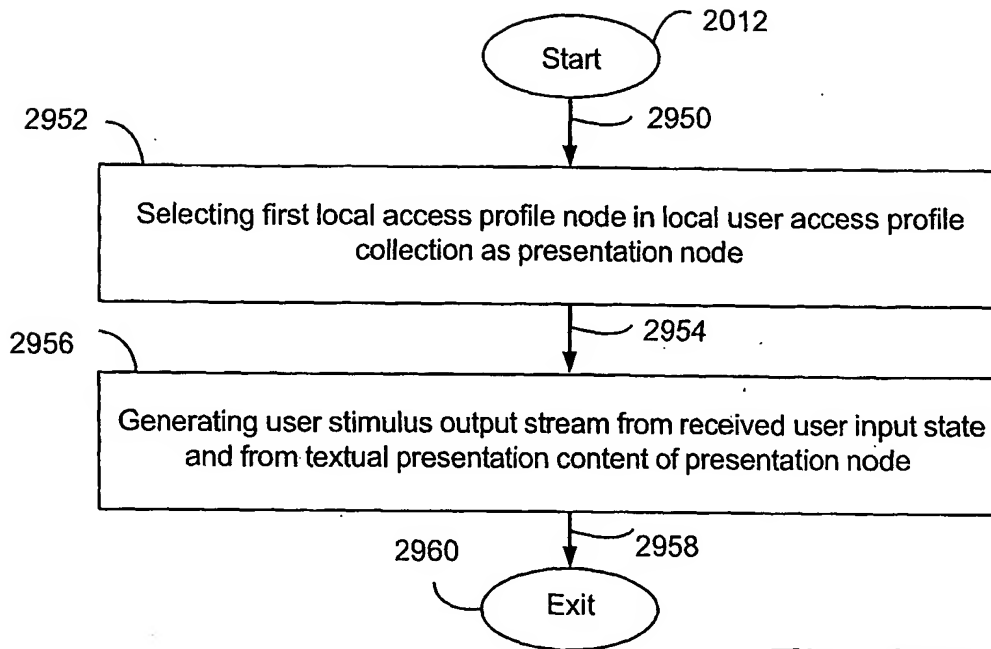 2012
Start
2950
2952
Selecting first local access profile node in local user access profile
collection as presentation node
2954
2956
Generating user stimulus output stream from received user input state
and from textual presentation content of presentation node
2958
2960
Exit